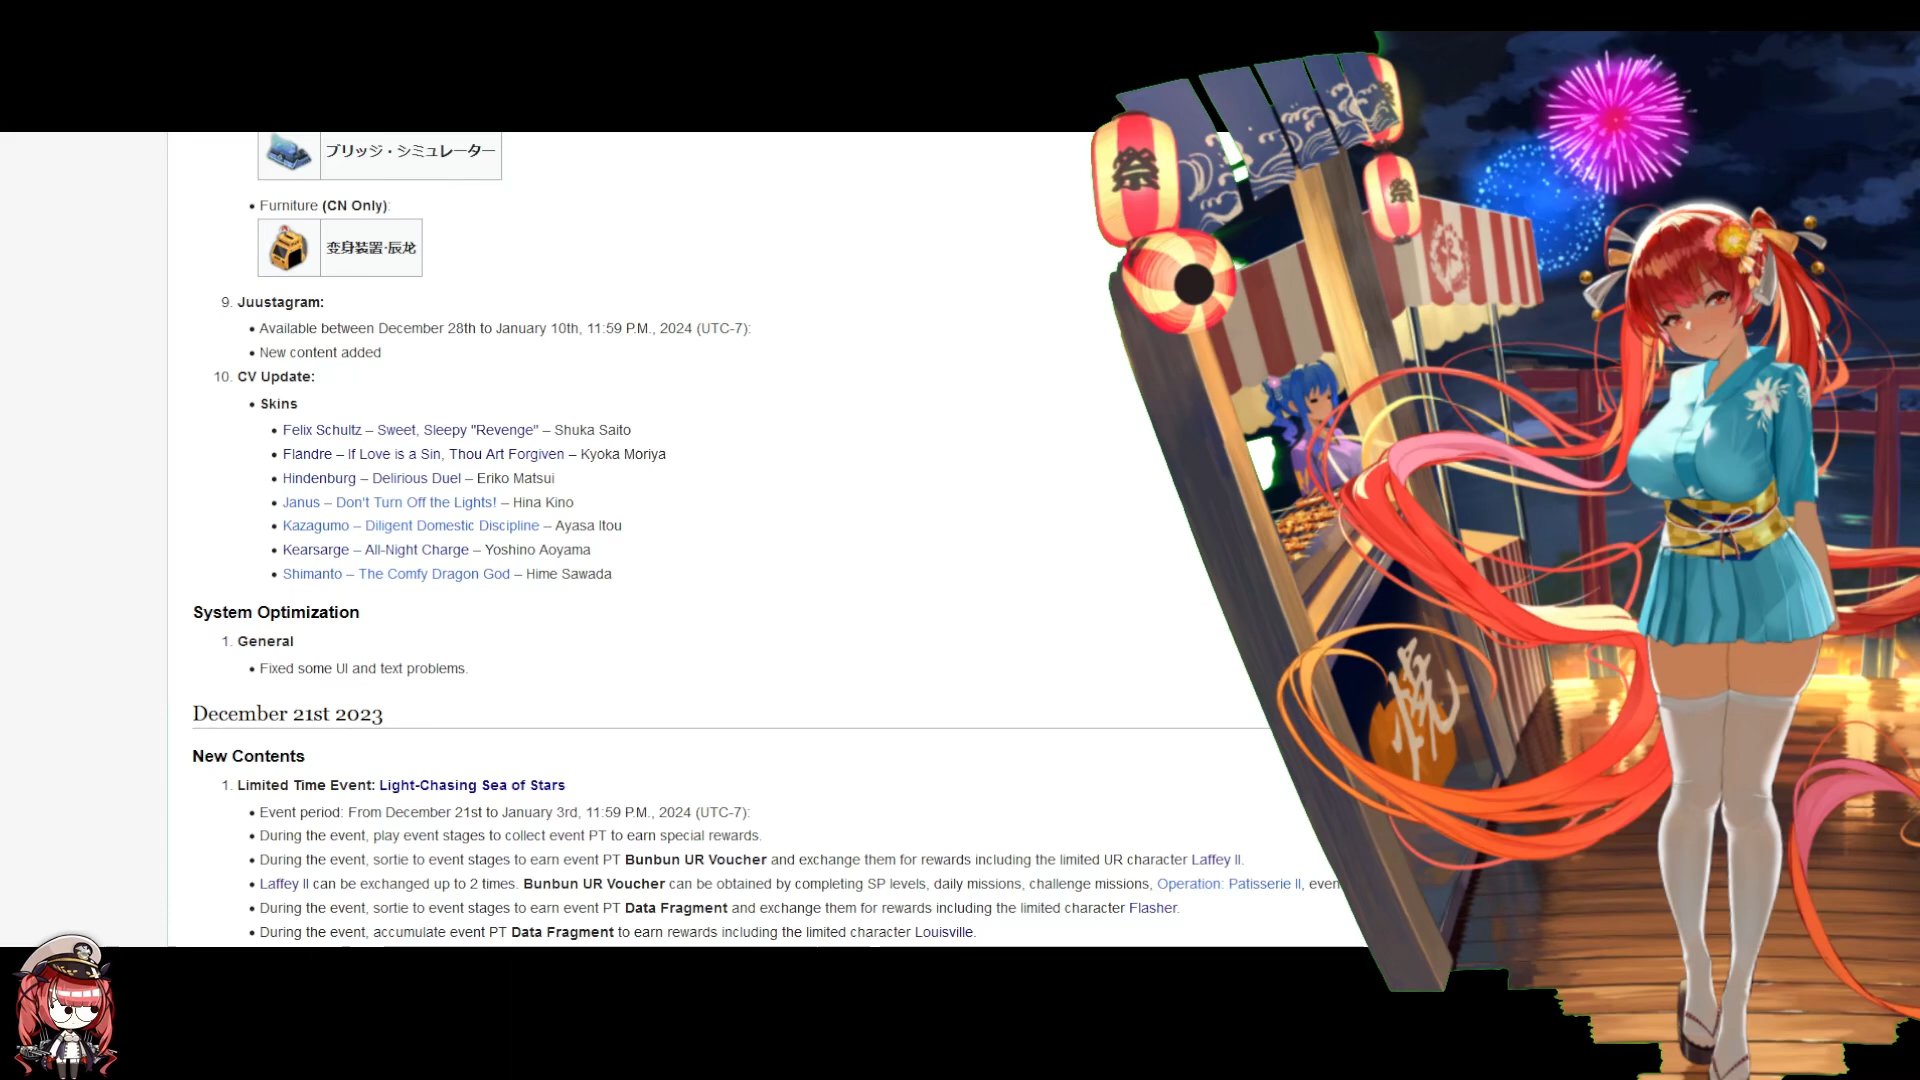 ブリッジ・シミュレーター
• Furniture (CN Only):
变身装置·辰龙
9. Juustagram:
• Available between December 28th to January 10th, 11:59 P.M., 2024 (UTC-7):
• New content added
10. CV Update:
• Skins
• Felix Schultz – Sweet, Sleepy "Revenge" – Shuka Saito
• Flandre – If Love is a Sin, Thou Art Forgiven – Kyoka Moriya
• Hindenburg – Delirious Duel – Eriko Matsui
• Janus – Don't Turn Off the Lights! – Hina Kino
• Kazagumo – Diligent Domestic Discipline – Ayasa Itou
• Kearsarge – All-Night Charge – Yoshino Aoyama
• Shimanto – The Comfy Dragon God – Hime Sawada
System Optimization
1. General
• Fixed some UI and text problems.
December 21st 2023
New Contents
1. Limited Time Event: Light-Chasing Sea of Stars
• Event period: From December 21st to January 3rd, 11:59 P.M., 2024 (UTC-7):
• During the event, play event stages to collect event PT to earn special rewards.
• During the event, sortie to event stages to earn event PT Bunbun UR Voucher and exchange them for rewards including the limited UR character Laffey II.
• Laffey II can be exchanged up to 2 times. Bunbun UR Voucher can be obtained by completing SP levels, daily missions, challenge missions, Operation: Patisserie II, even
• During the event, sortie to event stages to earn event PT Data Fragment and exchange them for rewards including the limited character Flasher.
• During the event, accumulate event PT Data Fragment to earn rewards including the limited character Louisville.
祭
祭
祭
焼